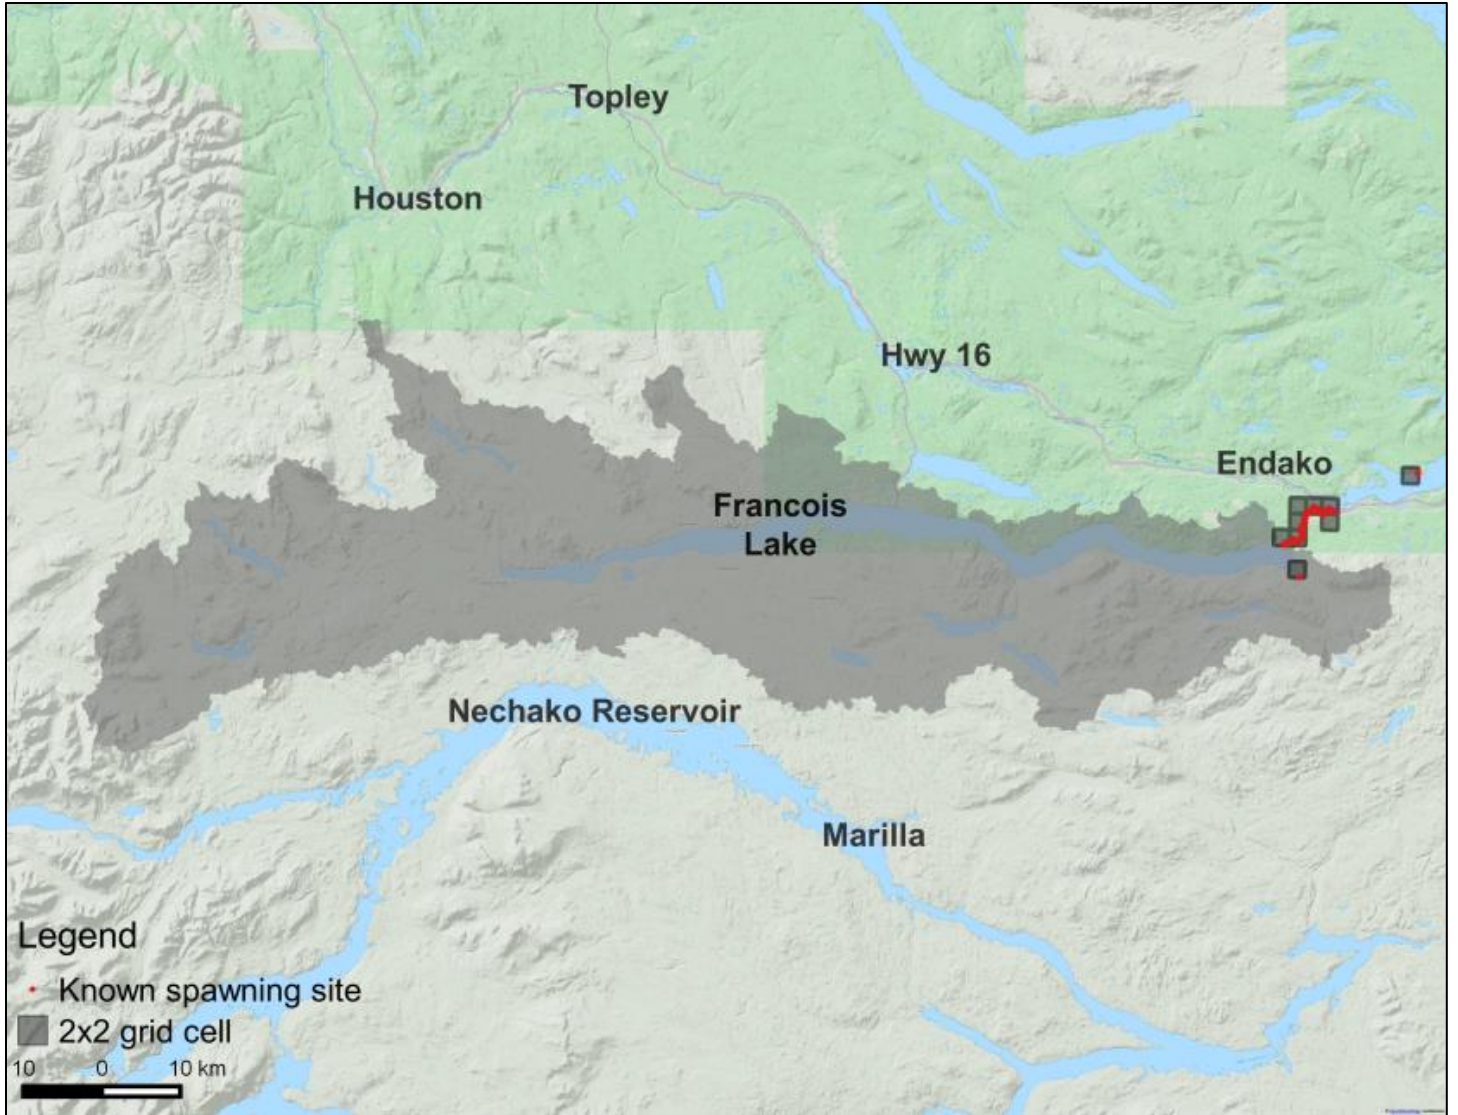 Topley
Houston
Hwy 16
Endako
Francois
Lake
Nechako Reservoir
Marilla
Legend
Known spawning site
2x2 grid cell
10 0 10 km